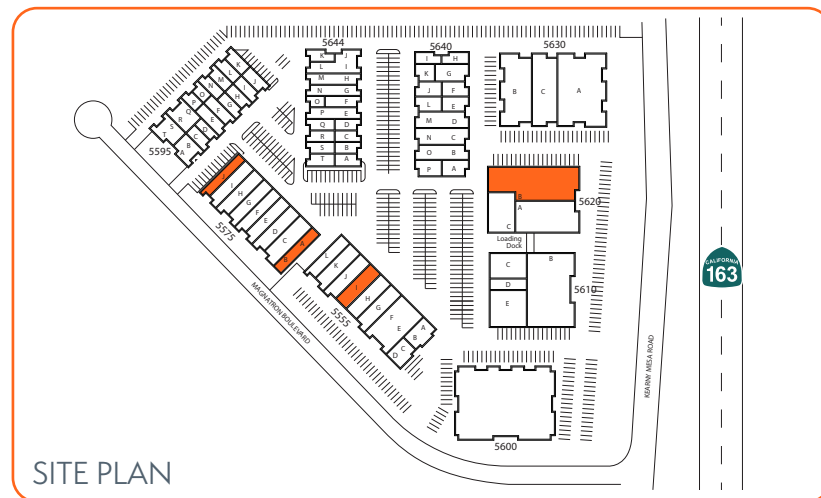 5644
5640
5630
K J
L I
M H
N G
O F
P E
Q D
R C
S B
T A
I H
K G
J F
L E
M D
N C
O B
P A
B C A
K
L J
M I
N H
O G
P F
Q E
R D
S C
T B
A
5595
J
I
H
G
F
E
D
C
A
B
5575
B
A
C
5620
Loading
Dock
C
B
D
E
5610
L
K
J
I
H
G
F
E
A
B
C
D
5555
MAGNATRON BOULEVARD
KEARNY MESA ROAD
CALIFORNIA
163
5600
SITE PLAN